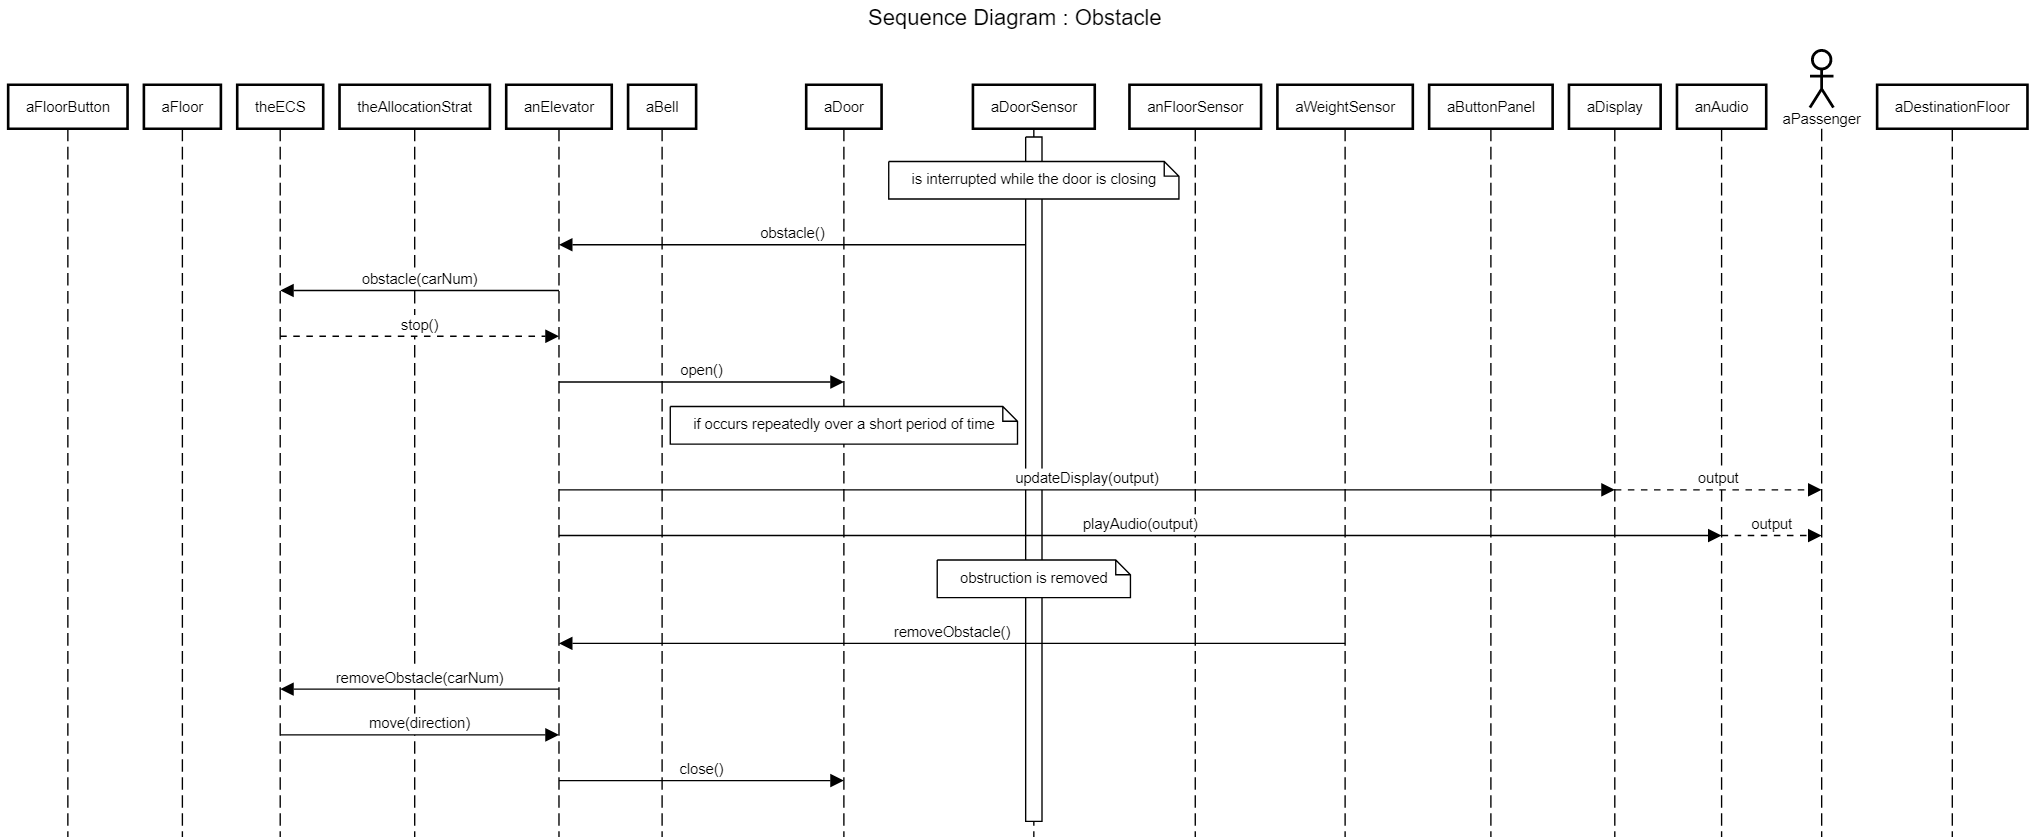 Sequence Diagram : Obstacle
aFloorButton
aFloor
theECS
theAllocationStrat
anElevator
aBell
aDoor
aDoorSensor
anFloorSensor
aWeightSensor
aButtonPanel
aDisplay
anAudio
aPassenger
aDestinationFloor
is interrupted while the door is closing
obstacle()
obstacle(carNum)
stop()
open()
if occurs repeatedly over a short period of time
updateDisplay(output)
output
playAudio(output)
output
obstruction is removed
removeObstacle()
removeObstacle(carNum)
move(direction)
close()